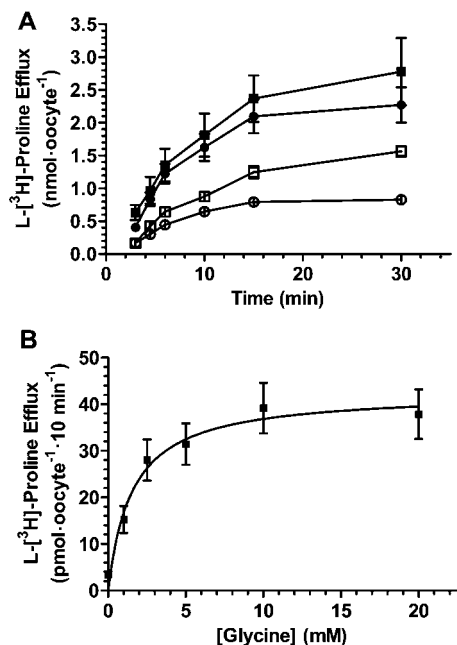 A
L-[³H]-Proline Efflux
(nmol·oocyte⁻¹)
3.5
3.0
2.5
2.0
1.5
1.0
0.5
0.0
0 10 20 30
Time (min)
B
L-[³H]-Proline Efflux
(pmol·oocyte⁻¹·10 min⁻¹)
50
40
30
20
10
0
0 5 10 15 20
[Glycine] (mM)